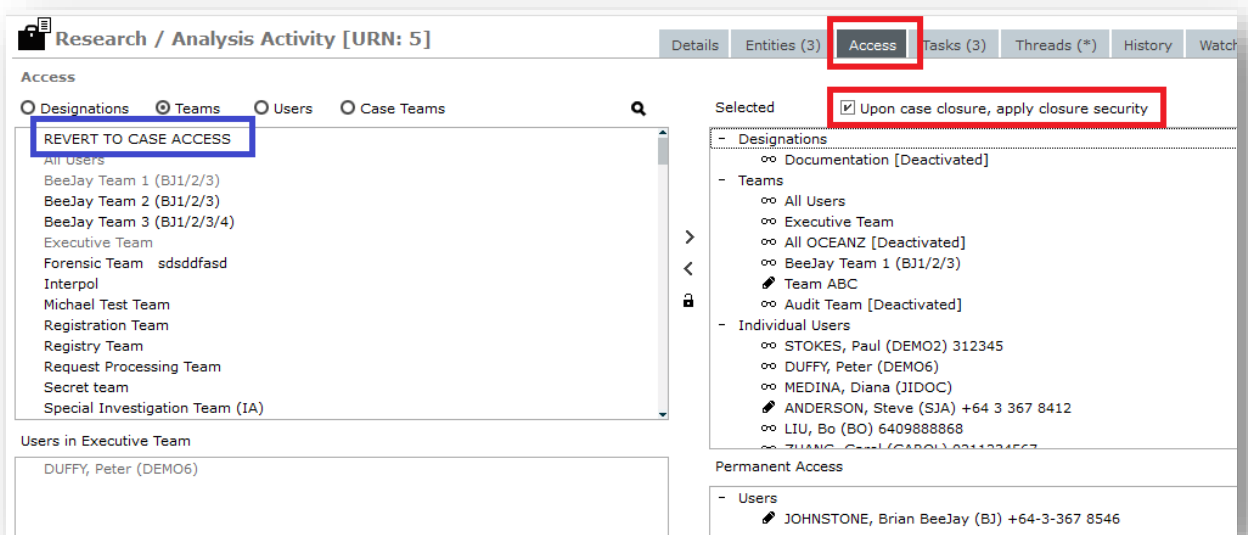 Research / Analysis Activity [URN: 5]
Details Entities (3) Access Tasks (3) Threads (*) History Watch
Access
Designations Teams Users Case Teams
REVERT TO CASE ACCESS
All Users
BeeJay Team 1 (BJ1/2/3)
BeeJay Team 2 (BJ1/2/3)
BeeJay Team 3 (BJ1/2/3/4)
Executive Team
Forensic Team sdsddfasd
Interpol
Michael Test Team
Registration Team
Registry Team
Request Processing Team
Secret team
Special Investigation Team (IA)
Users in Executive Team
DUFFY, Peter (DEMO6)
Selected Upon case closure, apply closure security
- Designations
Documentation [Deactivated]
- Teams
All Users
Executive Team
All OCEANZ [Deactivated]
BeeJay Team 1 (BJ1/2/3)
Team ABC
Audit Team [Deactivated]
- Individual Users
STOKES, Paul (DEMO2) 312345
DUFFY, Peter (DEMO6)
MEDINA, Diana (JIDOC)
ANDERSON, Steve (SJA) +64 3 367 8412
LIU, Bo (BO) 6409888868
ZHANG, Carol (CAROL) 0211234567
Permanent Access
- Users
JOHNSTONE, Brian BeeJay (BJ) +64-3-367 8546